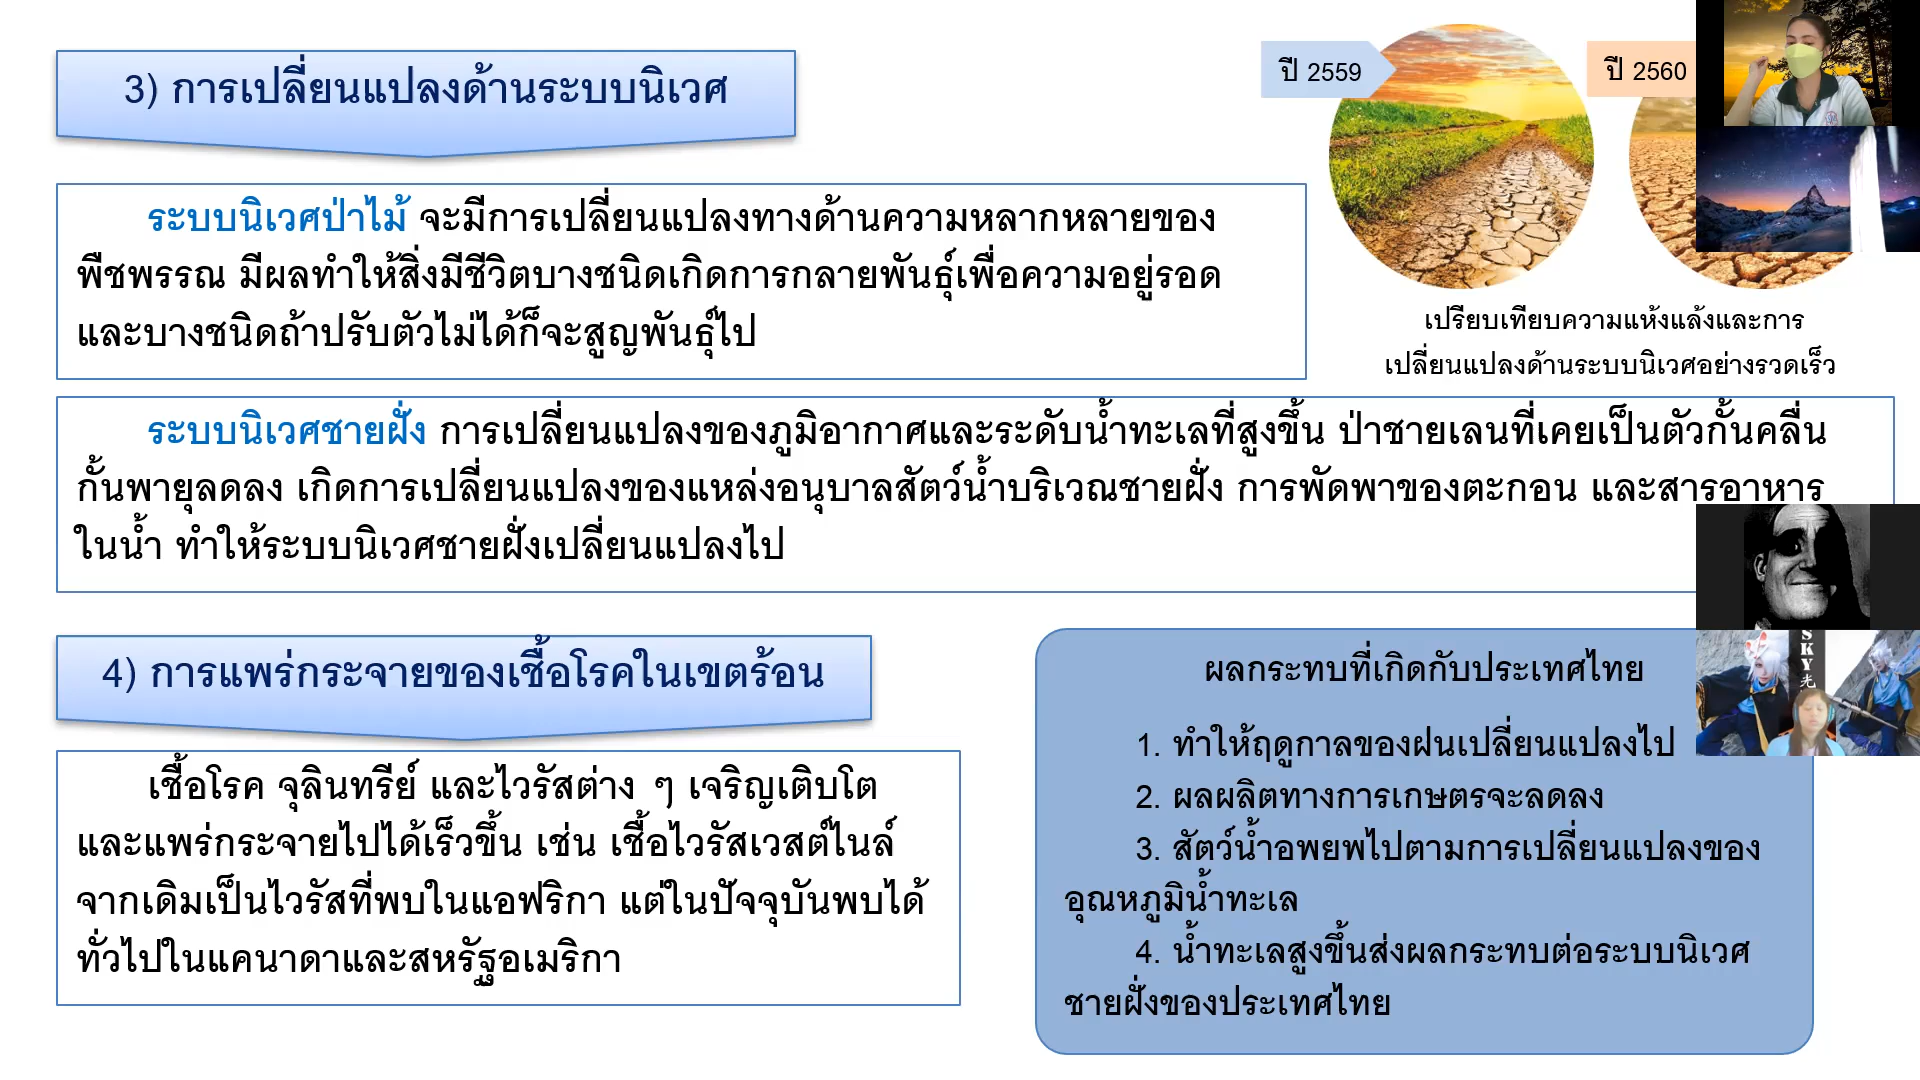 3) การเปลี่ยนแปลงด้านระบบนิเวศ
ปี 2559
ปี 2560
ระบบนิเวศป่าไม้ จะมีการเปลี่ยนแปลงทางด้านความหลากหลายของ
พืชพรรณ มีผลทำให้สิ่งมีชีวิตบางชนิดเกิดการกลายพันธุ์เพื่อความอยู่รอด
และบางชนิดถ้าปรับตัวไม่ได้ก็จะสูญพันธุ์ไป
เปรียบเทียบความแห้งแล้งและการ
เปลี่ยนแปลงด้านระบบนิเวศอย่างรวดเร็ว
ระบบนิเวศชายฝั่ง การเปลี่ยนแปลงของภูมิอากาศและระดับน้ำทะเลที่สูงขึ้น ป่าชายเลนที่เคยเป็นตัวกั้นคลื่น
กั้นพายุลดลง เกิดการเปลี่ยนแปลงของแหล่งอนุบาลสัตว์น้ำบริเวณชายฝั่ง การพัดพาของตะกอน และสารอาหาร
ในน้ำ ทำให้ระบบนิเวศชายฝั่งเปลี่ยนแปลงไป
4) การแพร่กระจายของเชื้อโรคในเขตร้อน
เชื้อโรค จุลินทรีย์ และไวรัสต่าง ๆ เจริญเติบโต
และแพร่กระจายไปได้เร็วขึ้น เช่น เชื้อไวรัสเวสต์ไนล์
จากเดิมเป็นไวรัสที่พบในแอฟริกา แต่ในปัจจุบันพบได้
ทั่วไปในแคนาดาและสหรัฐอเมริกา
ผลกระทบที่เกิดกับประเทศไทย
1. ทำให้ฤดูกาลของฝนเปลี่ยนแปลงไป
2. ผลผลิตทางการเกษตรจะลดลง
3. สัตว์น้ำอพยพไปตามการเปลี่ยนแปลงของ
อุณหภูมิน้ำทะเล
4. น้ำทะเลสูงขึ้นส่งผลกระทบต่อระบบนิเวศ
ชายฝั่งของประเทศไทย
SKY光